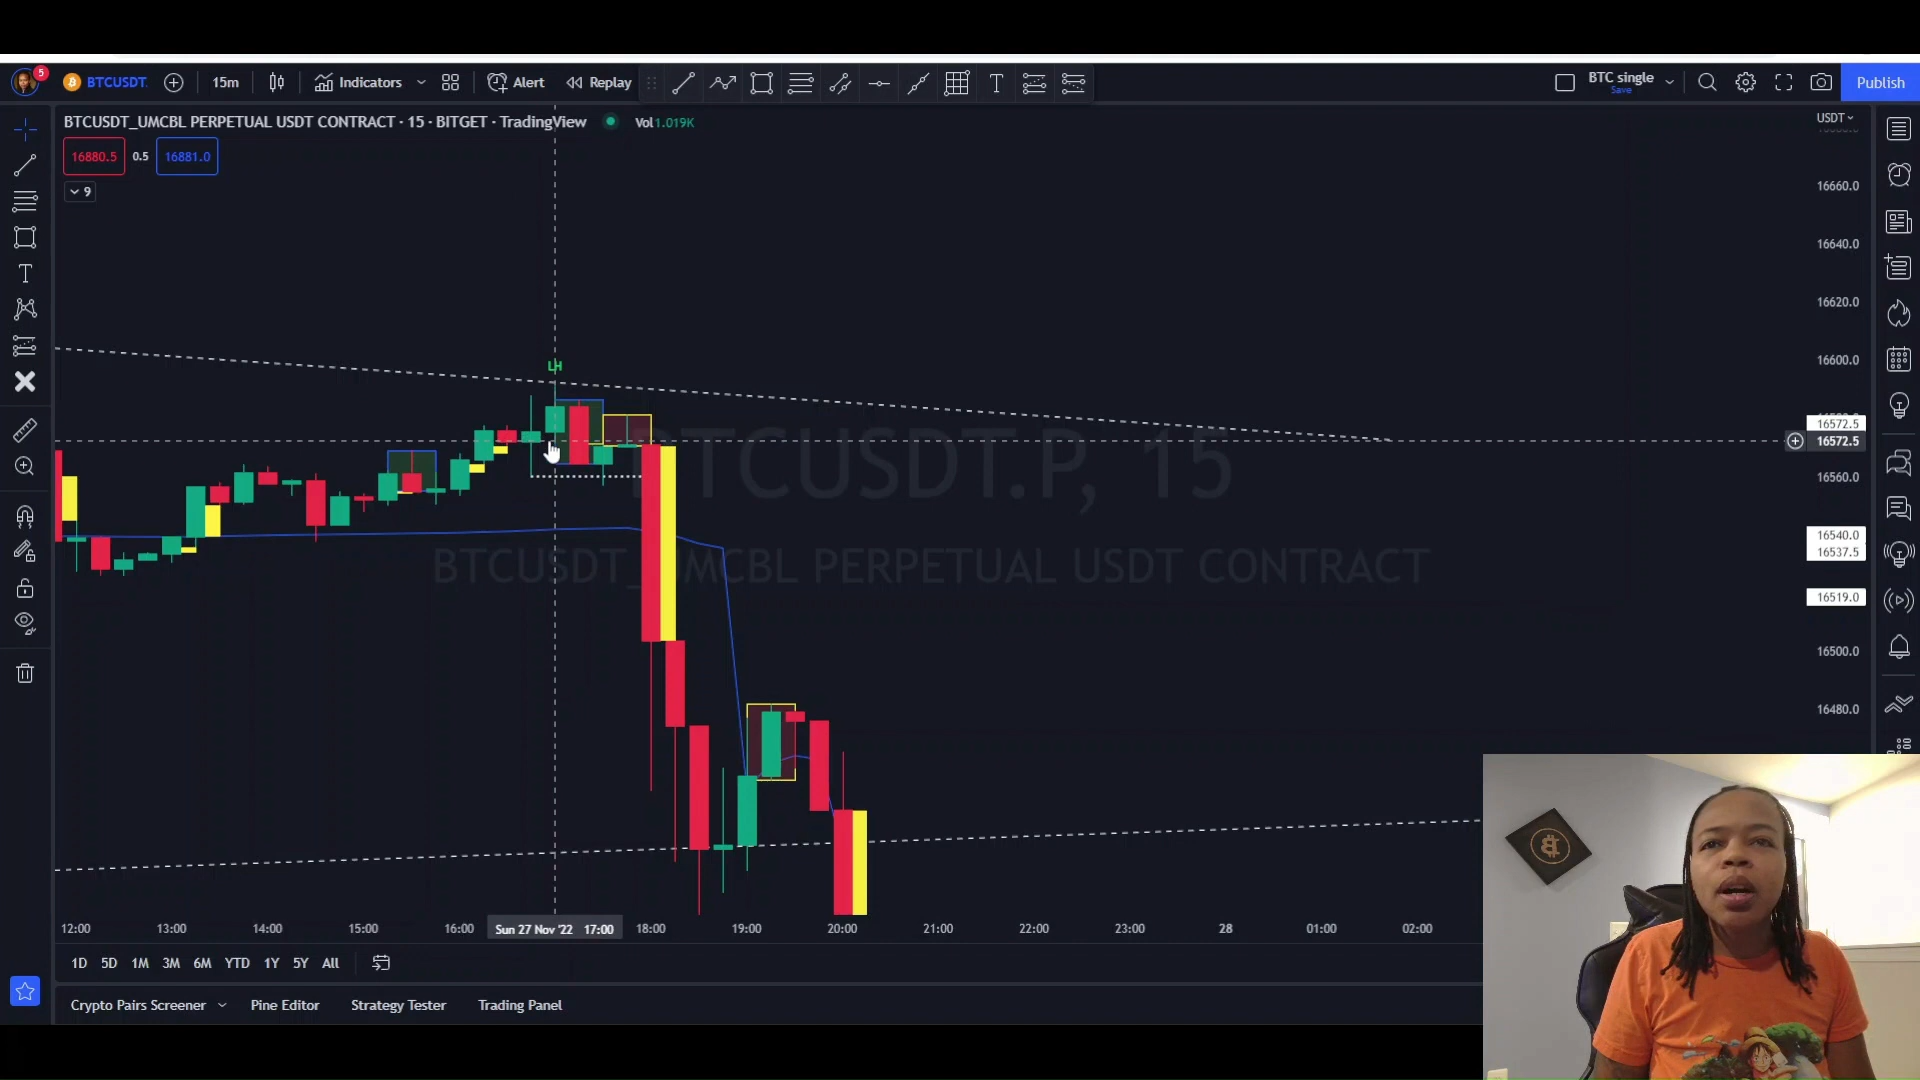 5
BTCUSDT
15m
Indicators
Alert
Replay
BTC single
Save
Publish
BTCUSDT_UMCBL PERPETUAL USDT CONTRACT · 15 · BITGET · TradingView
Vol 1.019K
USDT
16880.5
0.5
16881.0
9
16660.0
16640.0
16620.0
16600.0
LH
16572.5
16572.5
BTCUSDT.P, 15
16560.0
16540.0
16537.5
BTCUSDT_UMCBL PERPETUAL USDT CONTRACT
16519.0
16500.0
16480.0
12:00
13:00
14:00
15:00
16:00
Sun 27 Nov '22 17:00
18:00
19:00
20:00
21:00
22:00
23:00
28
01:00
02:00
1D
5D
1M
3M
6M
YTD
1Y
5Y
All
Crypto Pairs Screener
Pine Editor
Strategy Tester
Trading Panel